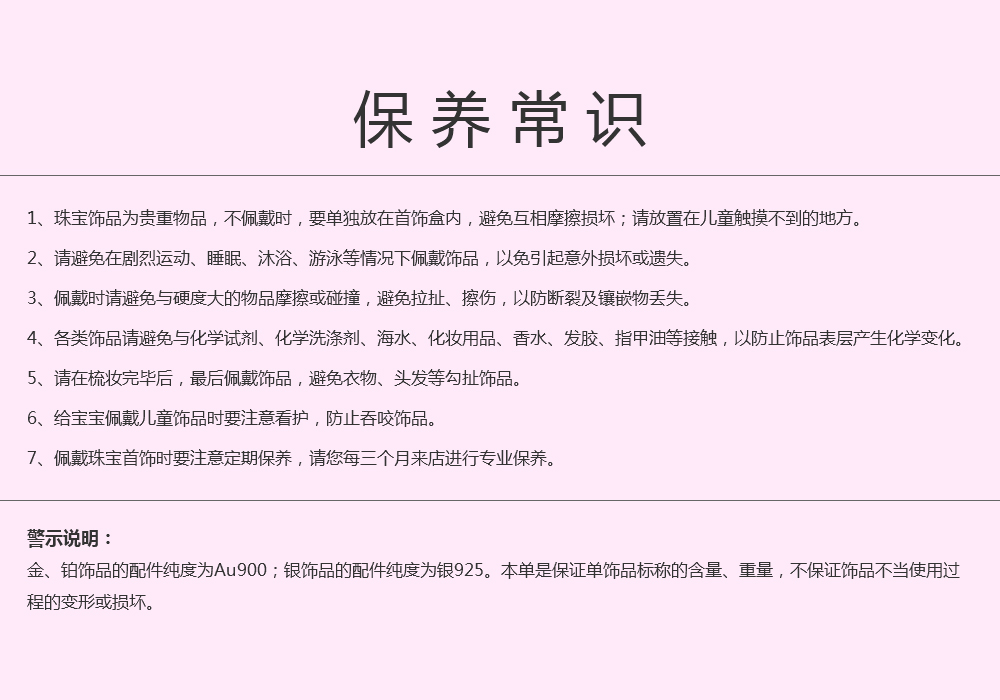 保养常识
1、珠宝饰品为贵重物品，不佩戴时，要单独放在首饰盒内，避免互相摩擦损坏；请放置在儿童触摸不到的地方。
2、请避免在剧烈运动、睡眠、沐浴、游泳等情况下佩戴饰品，以免引起意外损坏或遗失。
3、佩戴时请避免与硬度大的物品摩擦或碰撞，避免拉扯、擦伤，以防断裂及镶嵌物丢失。
4、各类饰品请避免与化学试剂、化学洗涤剂、海水、化妆用品、香水、发胶、指甲油等接触，以防止饰品表层产生化学变化。
5、请在梳妆完毕后，最后佩戴饰品，避免衣物、头发等勾扯饰品。
6、给宝宝佩戴儿童饰品时要注意看护，防止吞咬饰品。
7、佩戴珠宝首饰时要注意定期保养，请您每三个月来店进行专业保养。
警示说明：
金、铂饰品的配件纯度为Au900；银饰品的配件纯度为银925。本单是保证单饰品标称的含量、重量，不保证饰品不当使用过
程的变形或损坏。